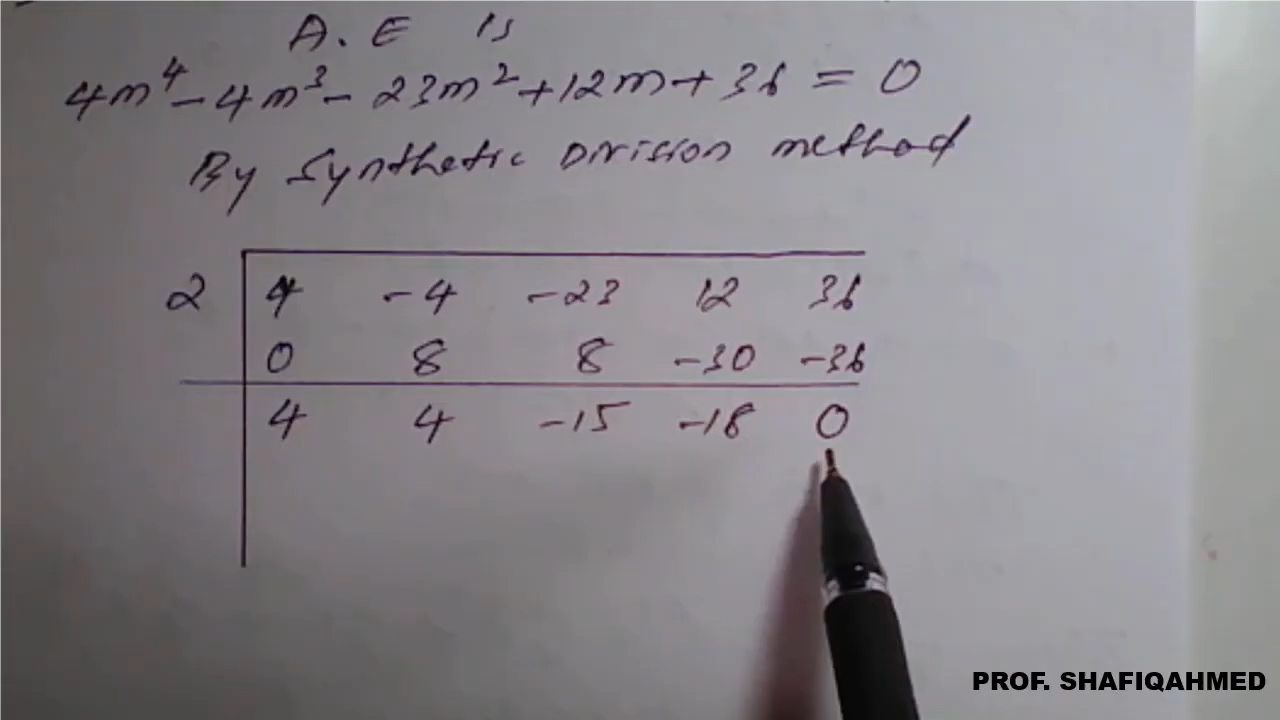 A.E is
4m⁴-4m³-23m²+12m+36=0
By Synthetic Division method
2 4 -4 -23 12 36
0 8 8 -30 -36
4 4 -15 -18 0
PROF. SHAFIQAHMED